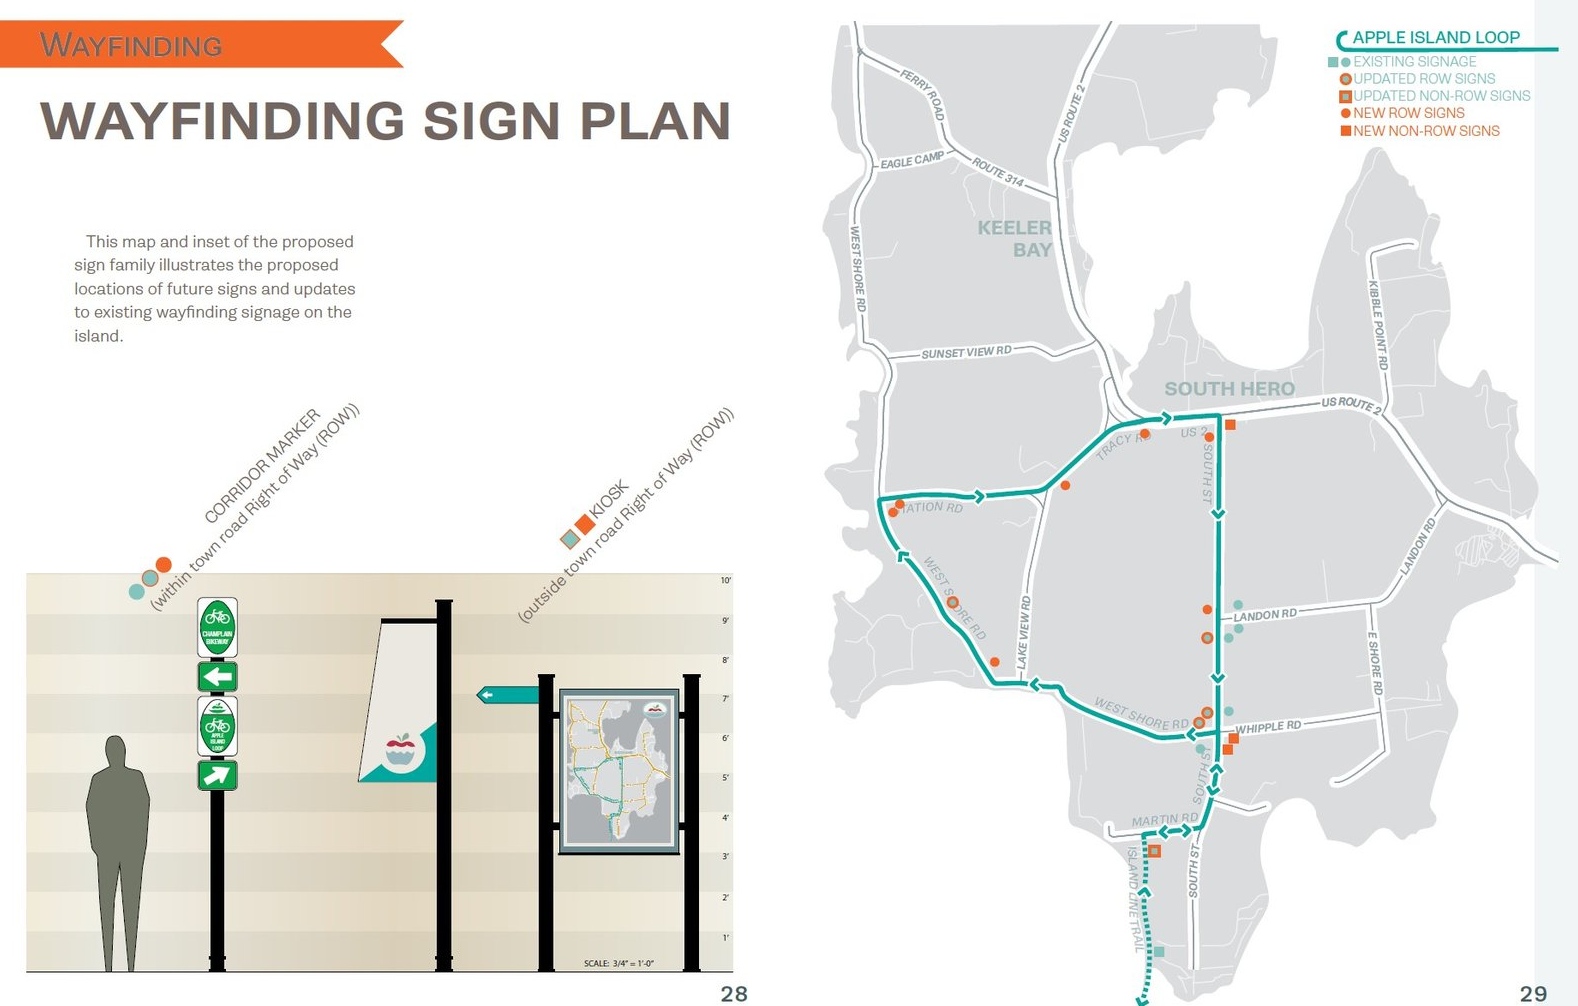 WAYFINDING
WAYFINDING SIGN PLAN
This map and inset of the proposed
sign family illustrates the proposed
locations of future signs and updates
to existing wayfinding signage on the
island.
CORRIDOR MARKER
(within town road Right of Way (ROW))
KIOSK
(outside town road Right of Way (ROW))
10'
9'
8'
7'
6'
5'
4'
3'
2'
1'
CHAMPLAIN
BIKEWAY
APPLE
ISLAND
LOOP
SCALE: 3/4" = 1'-0"
28
APPLE ISLAND LOOP
EXISTING SIGNAGE
UPDATED ROW SIGNS
UPDATED NON-ROW SIGNS
NEW ROW SIGNS
NEW NON-ROW SIGNS
FERRY ROAD
US ROUTE 2
EAGLE CAMP
ROUTE 314
KEELER
BAY
WEST SHORE RD
KIBBLE POINT RD
SUNSET VIEW RD
SOUTH HERO
US ROUTE 2
TRACY RD
US 2
SOUTH ST
TATION RD
LANDON RD
WEST SHORE RD
LAKE VIEW RD
LANDON RD
E SHORE RD
WEST SHORE RD
WHIPPLE RD
SOUTH ST
MARTIN RD
ISLAND LINE TRAIL
SOUTH ST
29